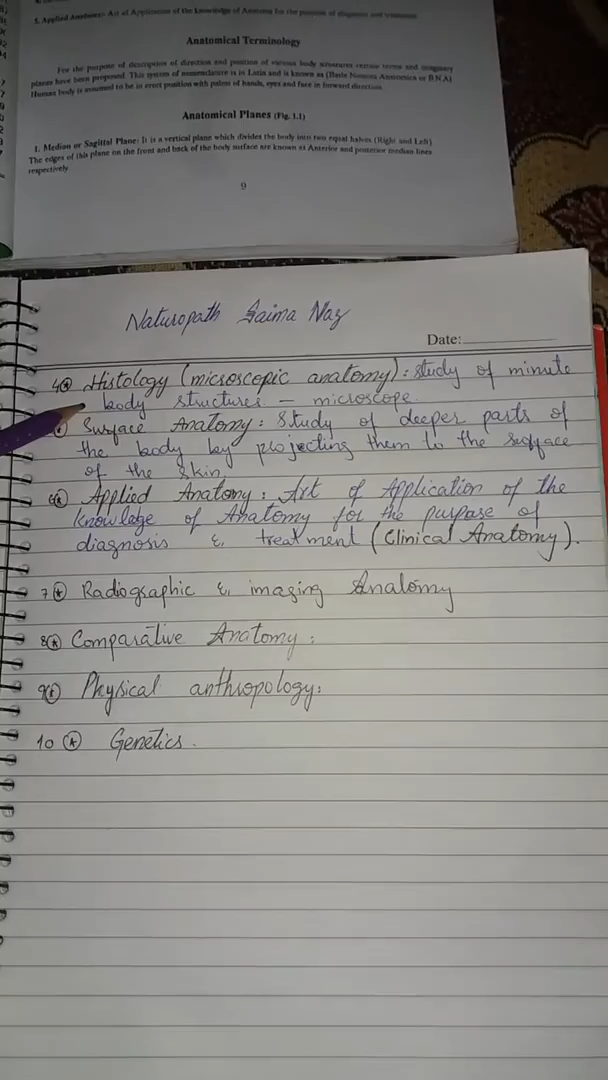 5. Applied Anatomy:- Art of Application of the knowledge of Anatomy for the purpose of diagnosis and treatment
Anatomical Terminology
For the purpose of description of direction and position of various body structures certain terms and imaginary
planes have been proposed. This system of nomenclature is in Latin and is known as (Basle Nomina Anatomica or B.N.A)
Human body is assumed to be in erect position with palms of hands, eyes and face in forward direction.
Anatomical Planes (Fig. 1.1)
1. Median or Sagittal Plane: It is a vertical plane which divides the body into two equal halves (Right and Left)
The edges of this plane on the front and back of the body surface are known as Anterior and posterior median lines
respectively
9
Naturopath Saima Naz
Date:
4 Histology (microscopic anatomy): study of minute
body structures - microscope
Surface Anatomy: Study of deeper parts of
the body by projecting them to the surface
of the skin
6 Applied Anatomy: Art of Application of the
knowledge of Anatomy for the purpase of
diagnosis & treatment (Clinical Anatomy).
7 Radiographic & imaging Analomy
8 Comparative Anatomy:
9 Physical anthropology:
10 Genetics.